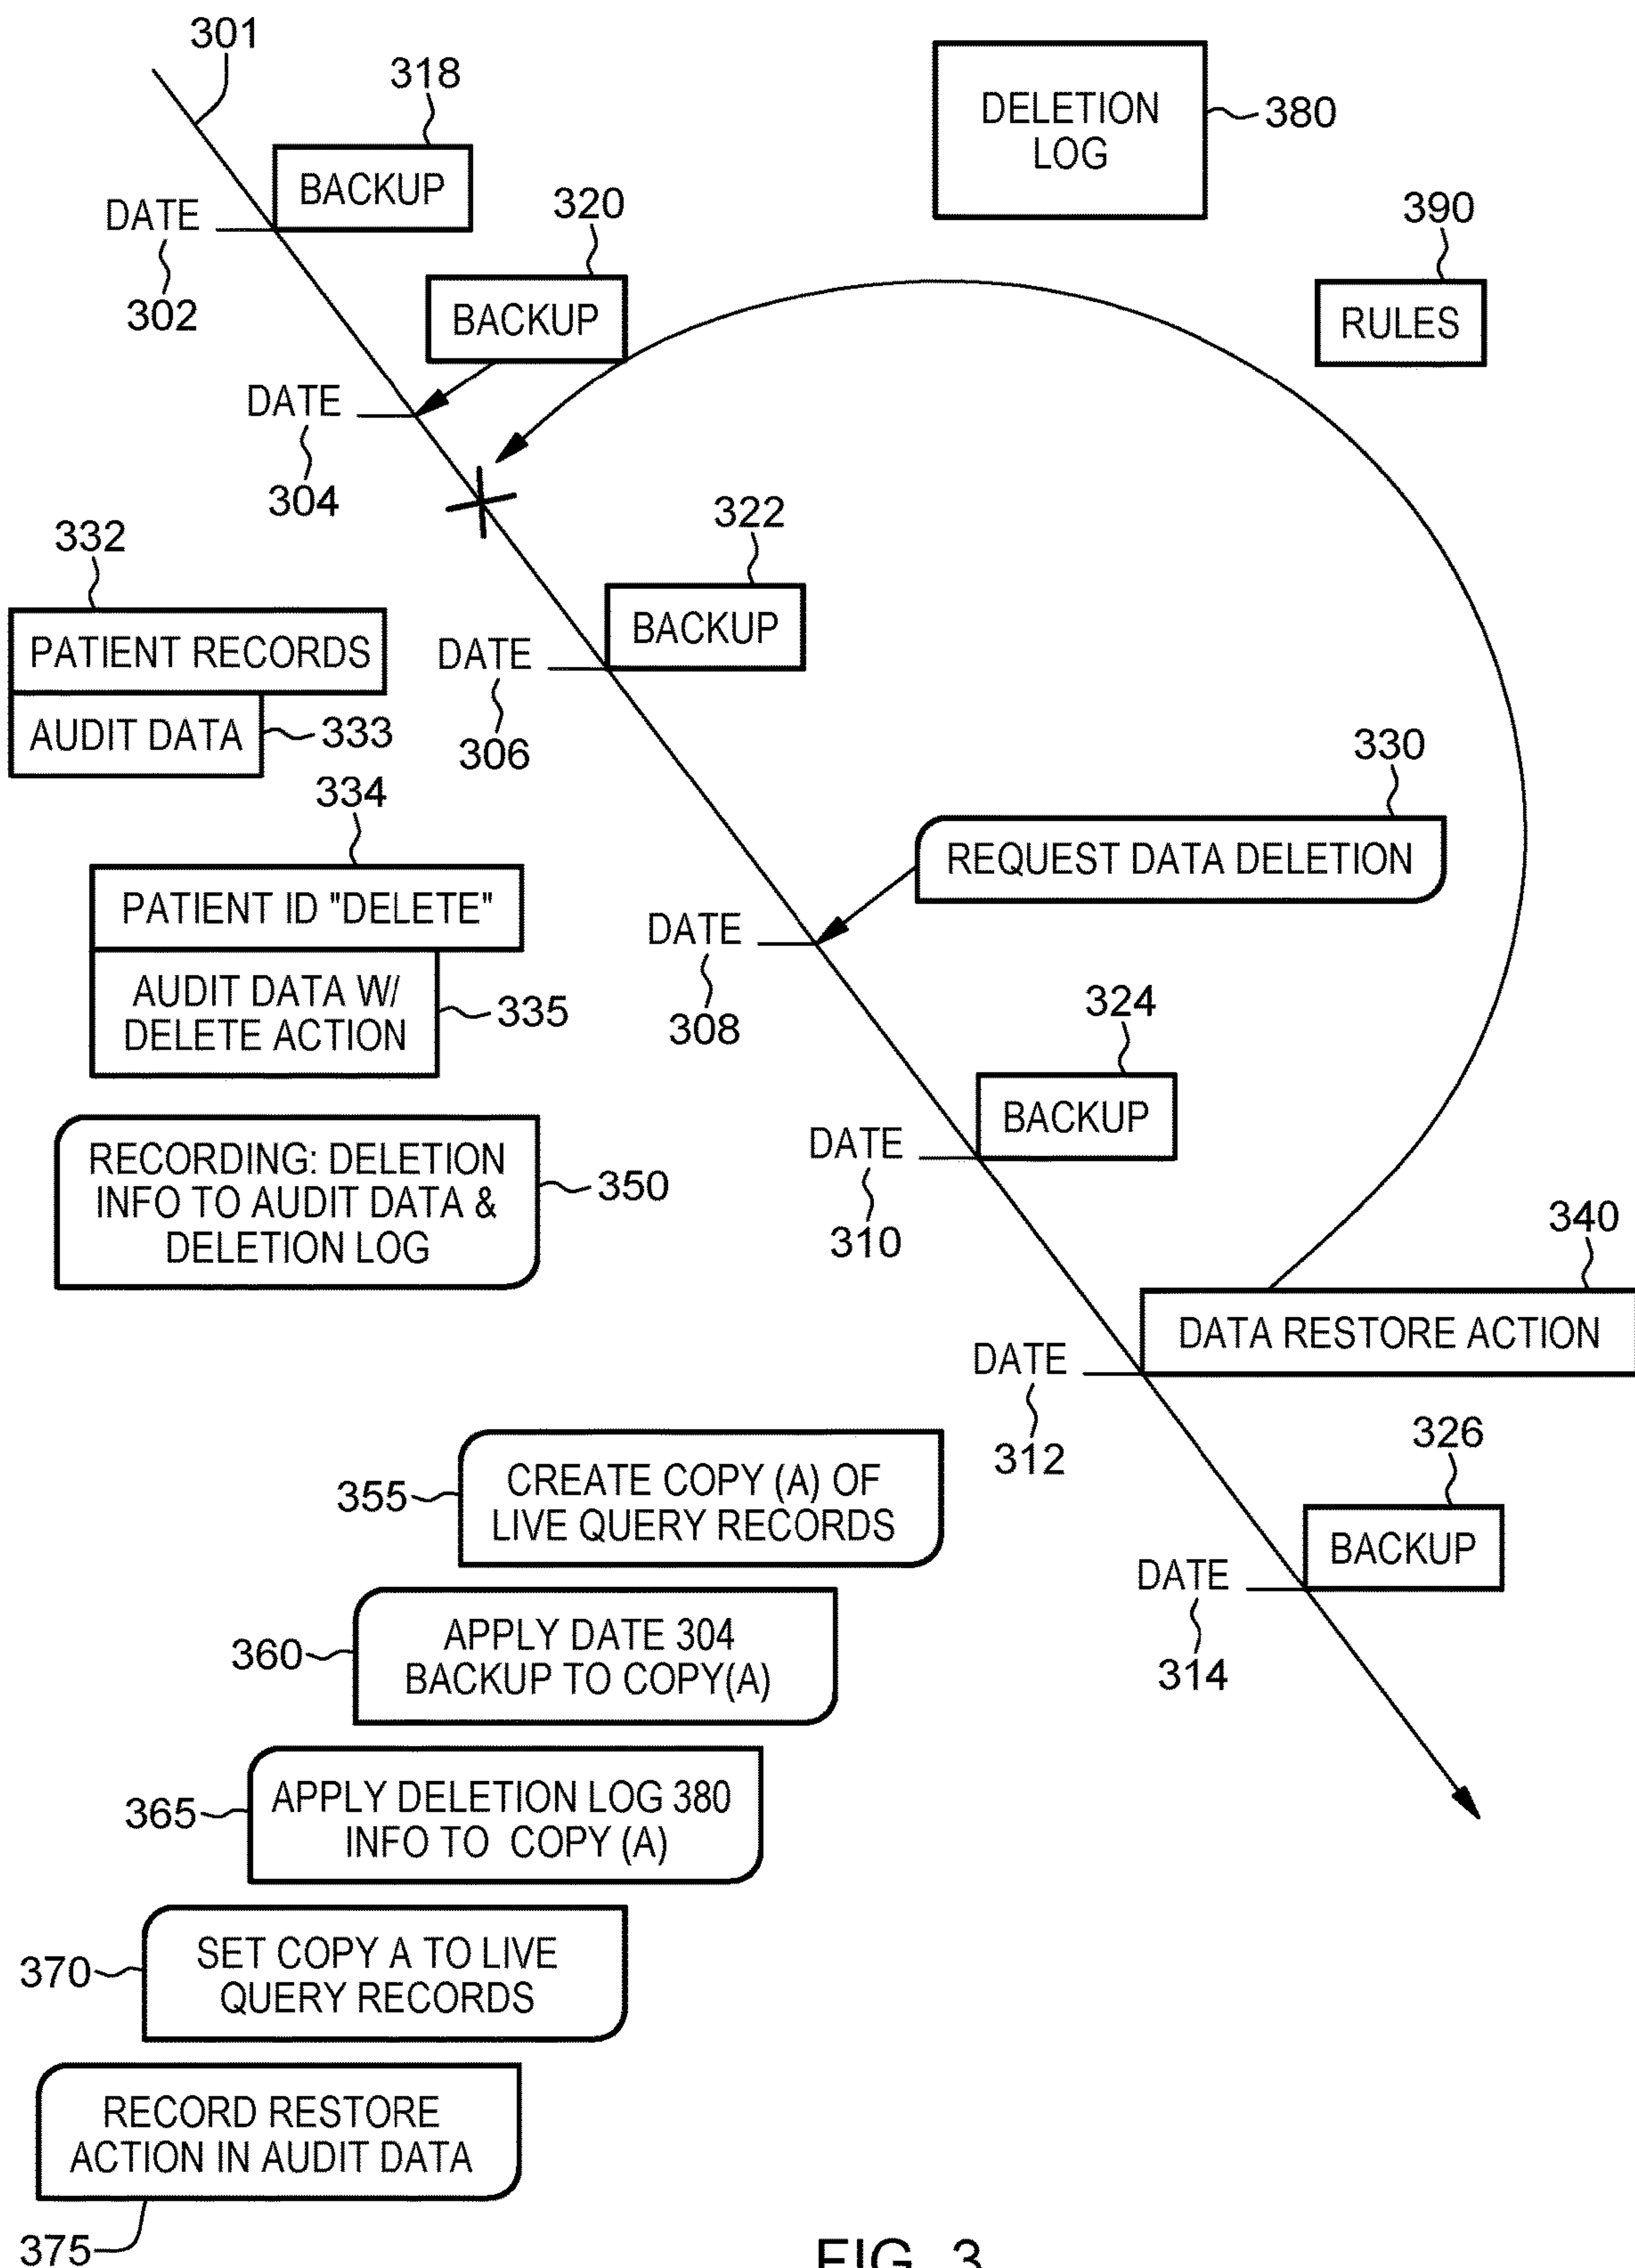 301
318
BACKUP
DATE
302
DELETION
LOG
380
320
BACKUP
390
RULES
DATE
304
322
BACKUP
DATE
306
332
PATIENT RECORDS
AUDIT DATA
333
334
PATIENT ID "DELETE"
AUDIT DATA W/
DELETE ACTION
335
330
REQUEST DATA DELETION
DATE
308
324
BACKUP
DATE
310
RECORDING: DELETION
INFO TO AUDIT DATA &
DELETION LOG
350
340
DATA RESTORE ACTION
DATE
312
326
BACKUP
DATE
314
355
CREATE COPY (A) OF
LIVE QUERY RECORDS
360
APPLY DATE 304
BACKUP TO COPY(A)
365
APPLY DELETION LOG 380
INFO TO COPY (A)
370
SET COPY A TO LIVE
QUERY RECORDS
RECORD RESTORE
ACTION IN AUDIT DATA
375
FIG. 3